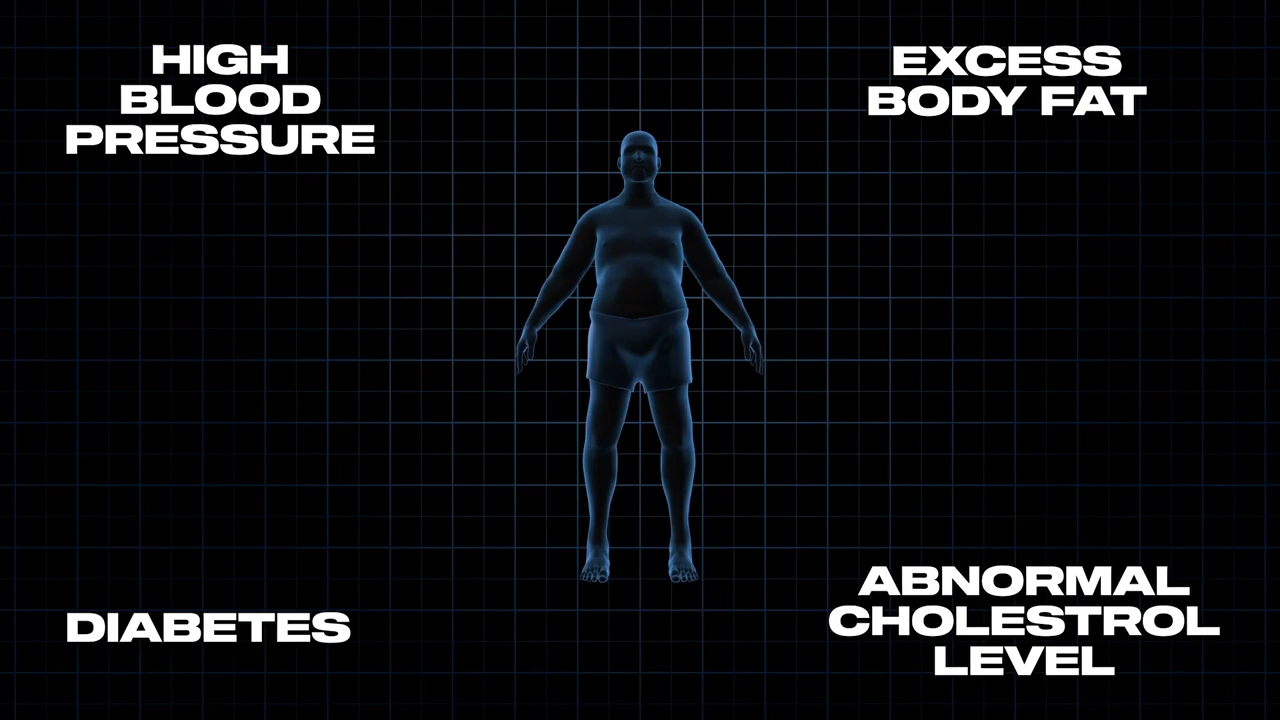 HIGH
BLOOD
PRESSURE
EXCESS
BODY FAT
DIABETES
ABNORMAL
CHOLESTROL
LEVEL